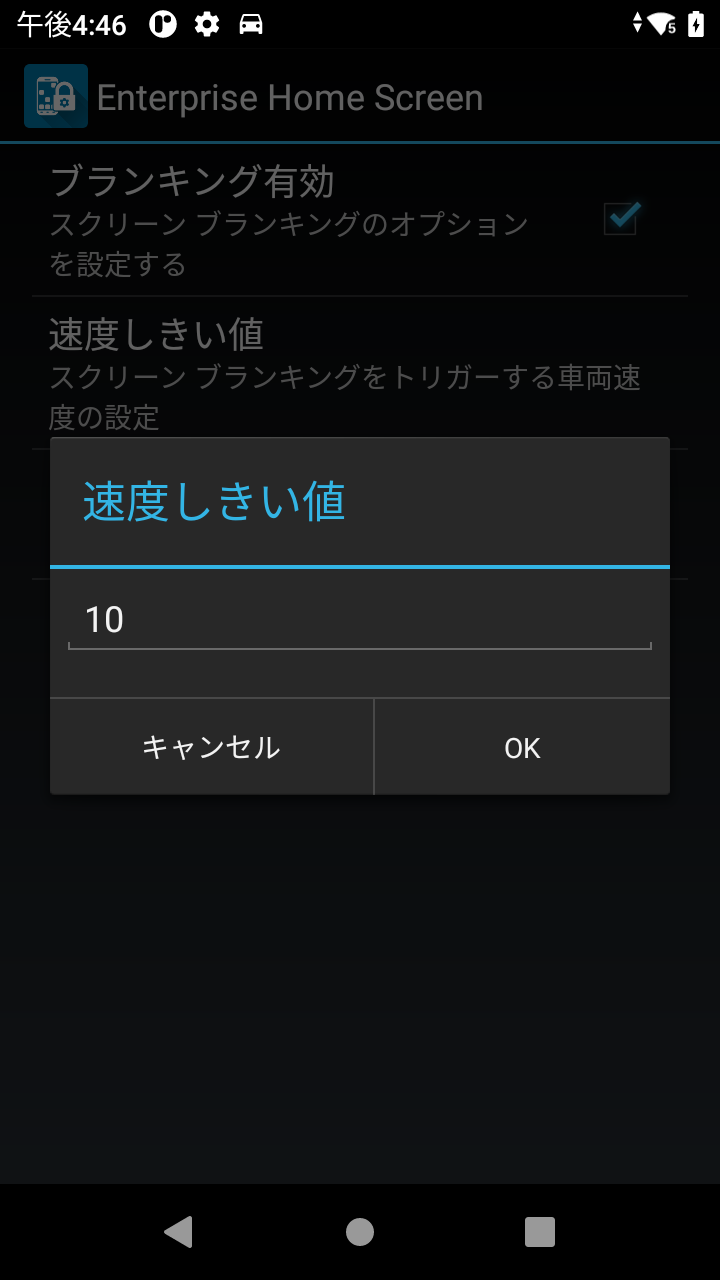 午後4:46
5
Enterprise Home Screen
ブランキング有効
スクリーン ブランキングのオプション
を設定する
速度しきい値
スクリーン ブランキングをトリガーする車両速
度の設定
速度しきい値
10
キャンセル
OK